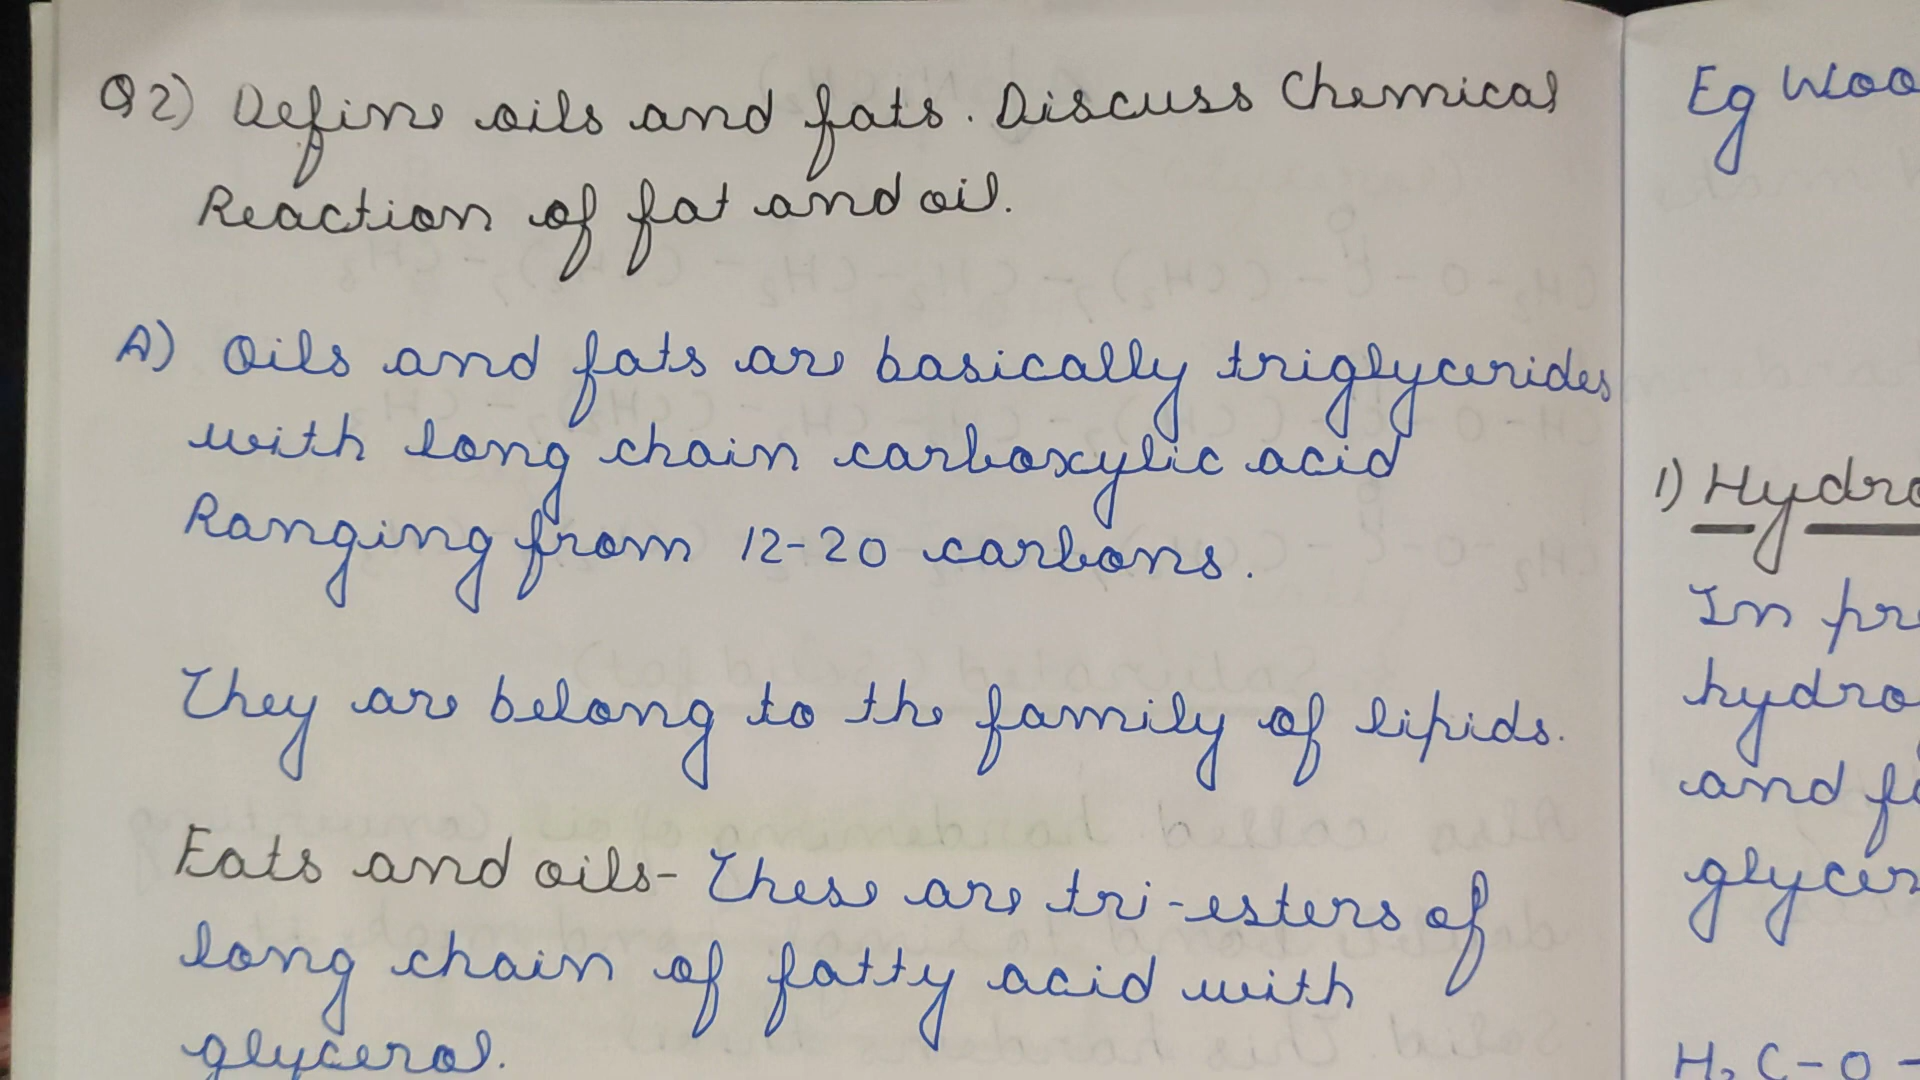 Q2) Define oils and fats. Discuss Chemical
Reaction of fat and oil.
A) Oils and fats are basically triglycerides
with long chain carboxylic acid
Ranging from 12-20 carbons.
They are belong to the family of lipids.
Fats and oils- These are tri-esters of
long chain of fatty acid with
glycerol.
Eg Woo
1) Hydro
In pr
hydro
and f
glycer
H2C-O-